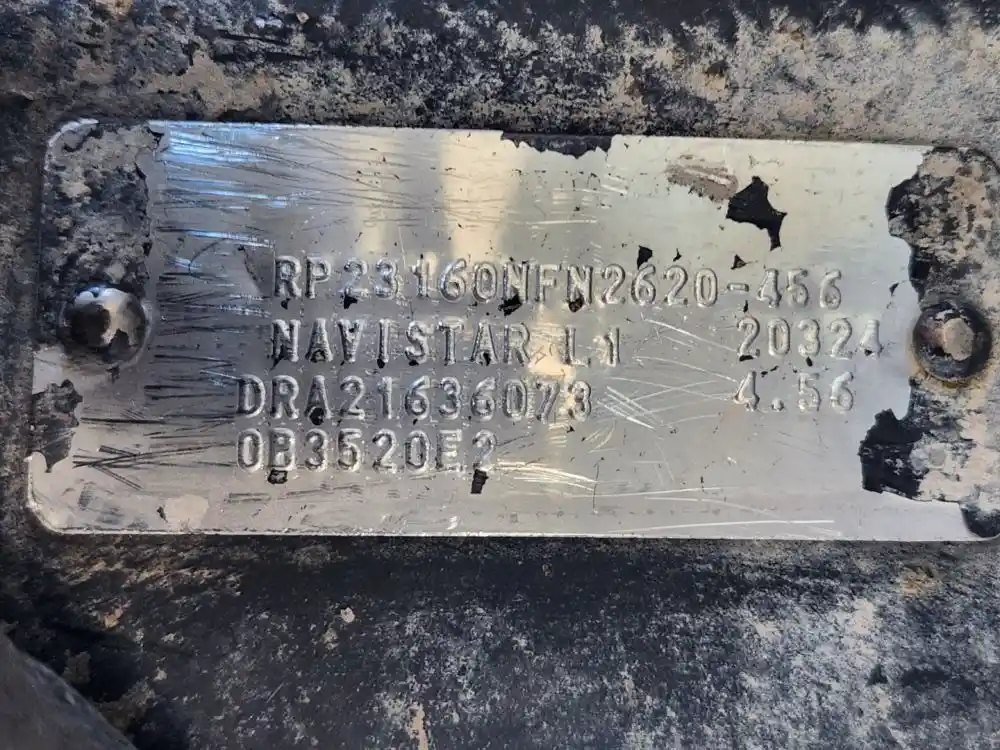 RP23160NFN2620-456
NAVISTAR L1 20324
DRA21636073 4.56
0B3520E2